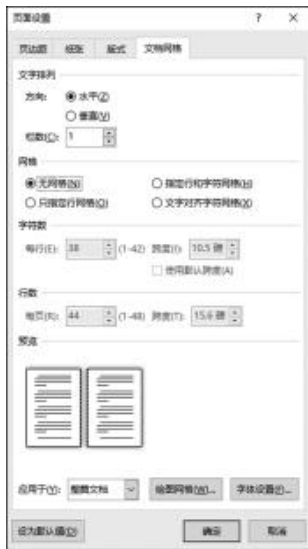 页面设置 ? ×
页边距 纸张 版式 文档网格
文字排列
方向: 水平(Z)
垂直(V)
栏数(C): 1
网格
无网格(N) 指定行和字符网格(H)
只指定行网格(O) 文字对齐字符网格(X)
字符数
每行(E): 38 (1-42) 跨度(I): 10.5 磅
使用默认跨度(A)
行数
每页(R): 44 (1-48) 跨度(T): 15.6 磅
预览
应用于(Y): 整篇文档 绘图网格(W)... 字体设置(F)...
设为默认值(D) 确定 取消